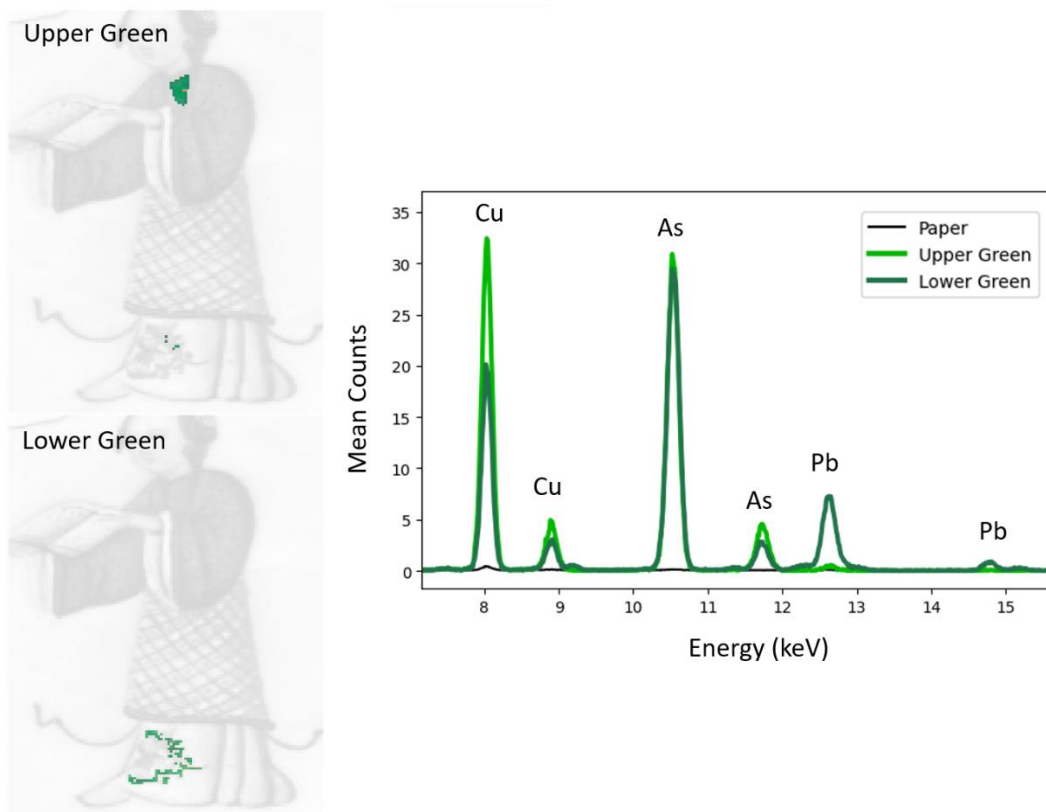 Upper Green
Lower Green
Cu
Cu
As
As
Pb
Pb
Paper
Upper Green
Lower Green
Mean Counts
35
30
25
20
15
10
5
0
8
9
10
11
12
13
14
15
Energy (keV)